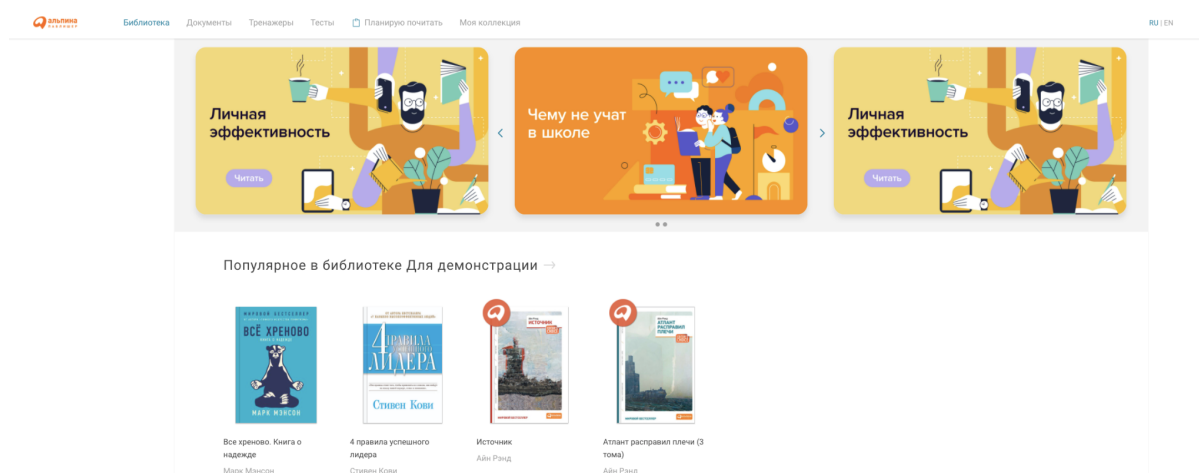 альпина
Библиотека
Документы
Тренажеры
Тесты
Планирую почитать
Моя коллекция
RU | EN
Личная
эффективность
Читать
Чему не учат
в школе
Личная
эффективность
Читать
Популярное в библиотеке Для демонстрации →
МИРОВОЙ БЕСТСЕЛЛЕР
ВСЁ ХРЕНОВО
КНИГА О НАДЕЖДЕ
МАРК МЭНСОН
4 ПРАВИЛА
ЛИДЕРА
Стивен Кови
ИСТОЧНИК
АТЛАНТ
РАСПРАВИЛ
ПЛЕЧИ
Все хреново. Книга о
надежде
Марк Мэнсон
4 правила успешного
лидера
Стивен Кови
Источник
Айн Рэнд
Атлант расправил плечи (3
тома)
Айн Рэнд